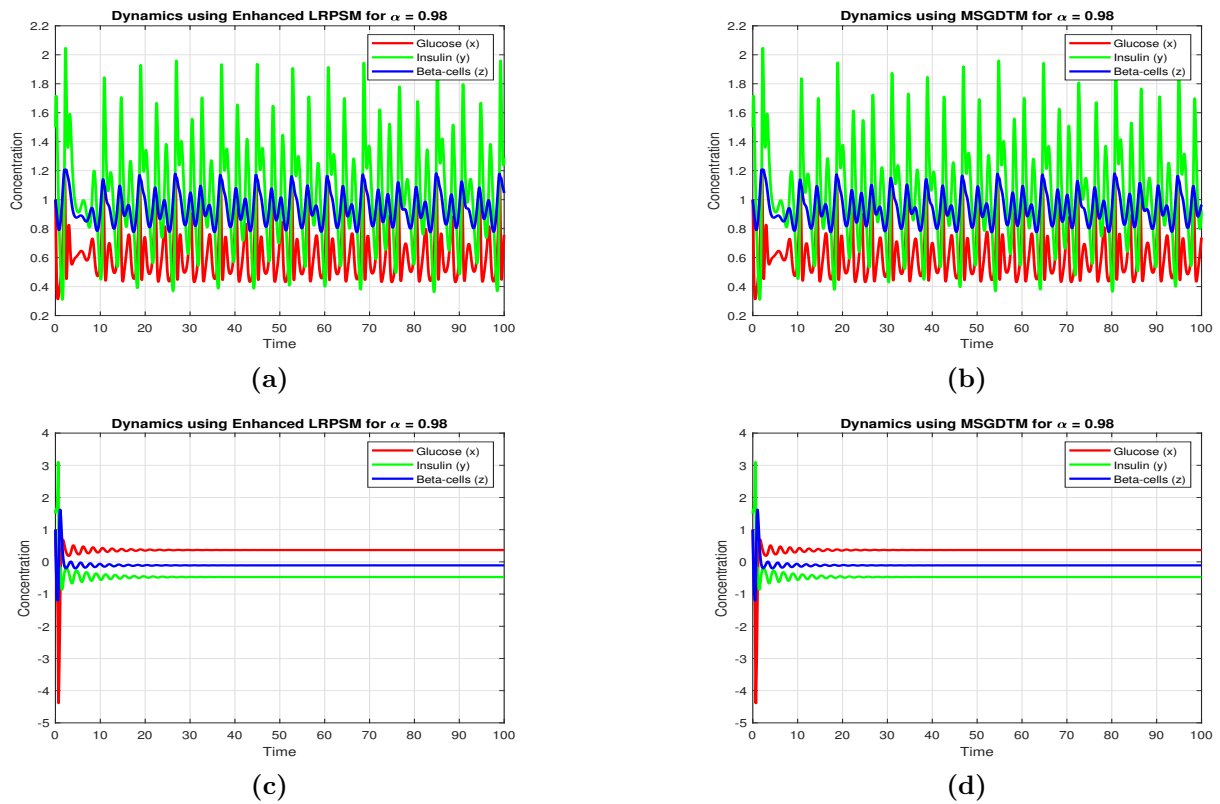 Dynamics using Enhanced LRPSM for α = 0.98
Concentration
2.2
2
1.8
1.6
1.4
1.2
1
0.8
0.6
0.4
0.2
Glucose (x)
Insulin (y)
Beta-cells (z)
0 10 20 30 40 50 60 70 80 90 100
Time
(a)
Dynamics using MSGDTM for α = 0.98
Concentration
2.2
2
1.8
1.6
1.4
1.2
1
0.8
0.6
0.4
0.2
Glucose (x)
Insulin (y)
Beta-cells (z)
0 10 20 30 40 50 60 70 80 90 100
Time
(b)
Dynamics using Enhanced LRPSM for α = 0.98
Concentration
4
3
2
1
0
-1
-2
-3
-4
-5
Glucose (x)
Insulin (y)
Beta-cells (z)
0 10 20 30 40 50 60 70 80 90 100
Time
(c)
Dynamics using MSGDTM for α = 0.98
Concentration
4
3
2
1
0
-1
-2
-3
-4
-5
Glucose (x)
Insulin (y)
Beta-cells (z)
0 10 20 30 40 50 60 70 80 90 100
Time
(d)